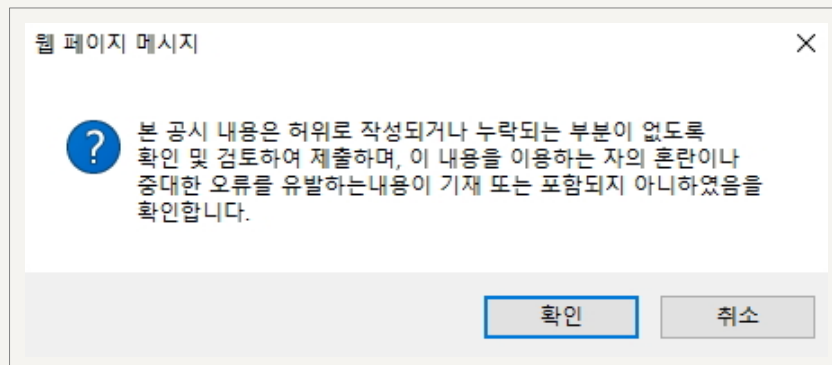 웹 페이지 메시지
본 공시 내용은 허위로 작성되거나 누락되는 부분이 없도록
확인 및 검토하여 제출하며, 이 내용을 이용하는 자의 혼란이나
중대한 오류를 유발하는내용이 기재 또는 포함되지 아니하였음을
확인합니다.
확인
취소